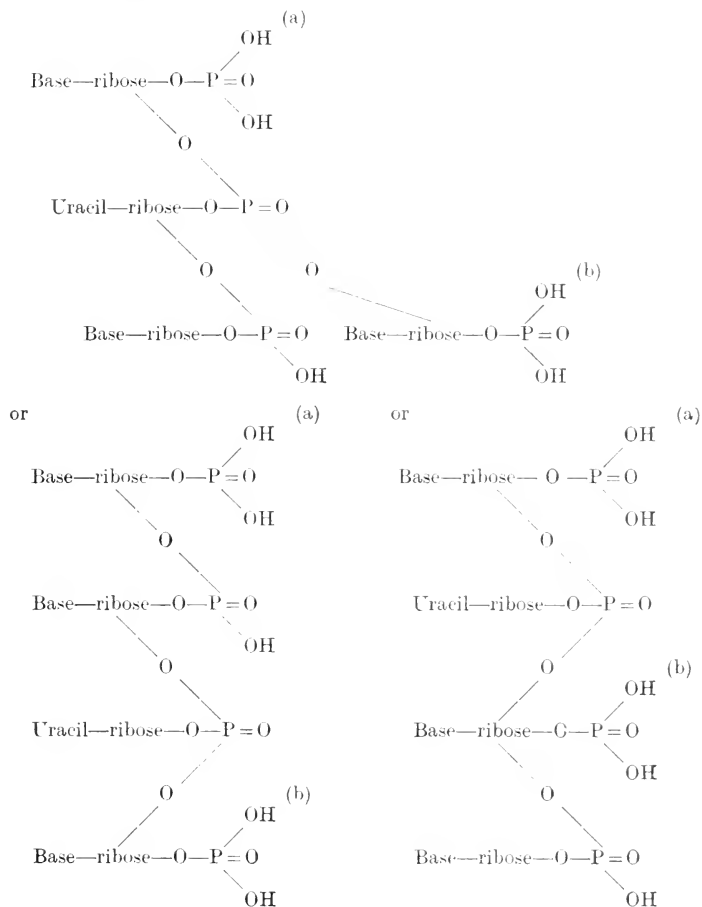 (a)
OH
Base—ribose—O—P=O
OH
O
Uracil—ribose—O—P=O
O O
(b)
OH
Base—ribose—O—P=O Base—ribose—O—P=O
OH OH
or (a) or (a)
OH OH
Base—ribose—O—P=O Base—ribose—O—P=O
OH OH
O O
Base—ribose—O—P=O Uracil—ribose—O—P=O
OH
O O
(b)
OH
Uracil—ribose—O—P=O Base—ribose—C—P=O
OH
O (b) O
OH
Base—ribose—O—P=O Base—ribose—O—P=O
OH OH